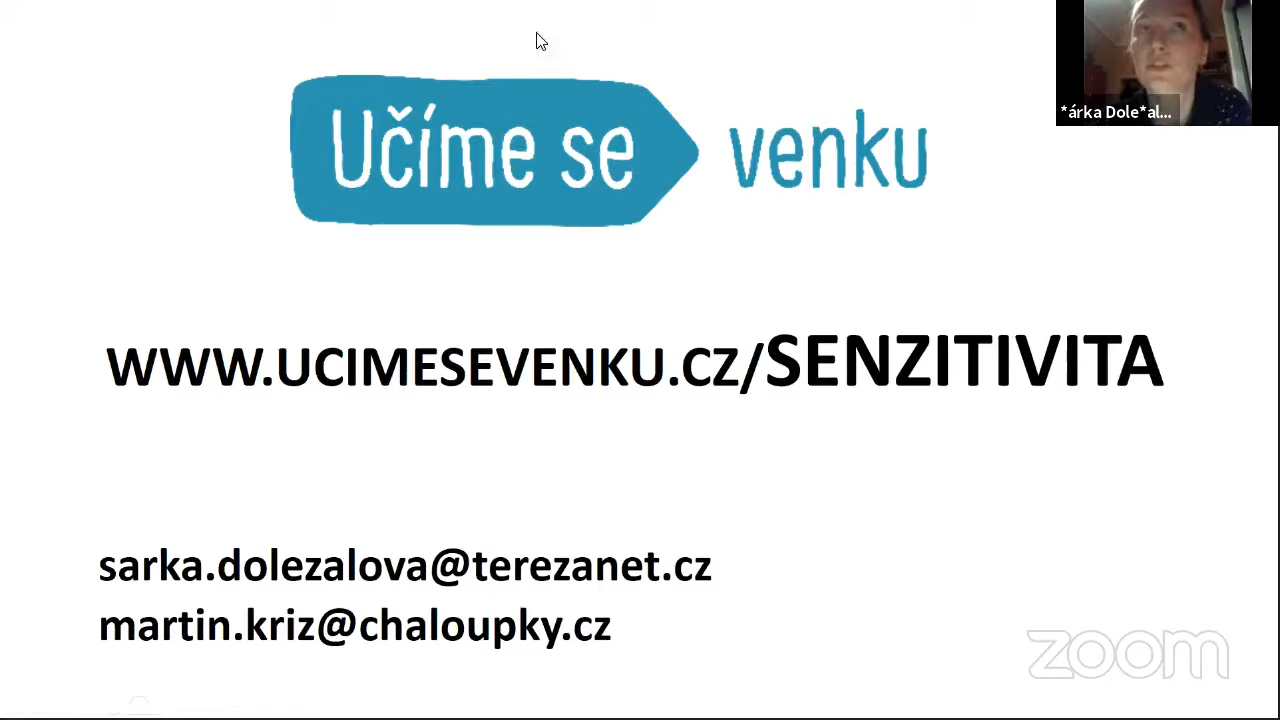 Učíme se venku
*árka Dole*al...
WWW.UCIMESEVENKU.CZ/SENZITIVITA
sarka.dolezalova@terezanet.cz
martin.kriz@chaloupky.cz
zoom